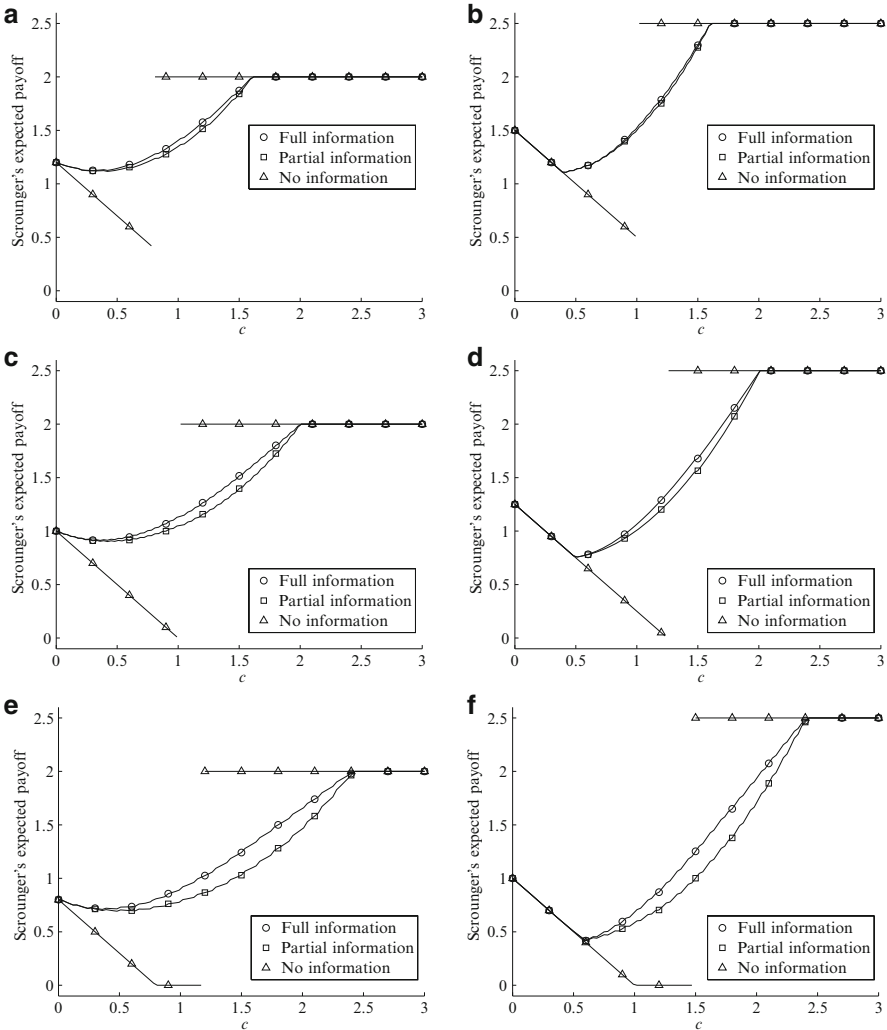 a
2.5
2
1.5
1
0.5
0
Scrounger's expected payoff
Full information
Partial information
No information
0 0.5 1 1.5 2 2.5 3
c
b
2.5
2
1.5
1
0.5
0
Scrounger's expected payoff
Full information
Partial information
No information
0 0.5 1 1.5 2 2.5 3
c
c
2.5
2
1.5
1
0.5
0
Scrounger's expected payoff
Full information
Partial information
No information
0 0.5 1 1.5 2 2.5 3
c
d
2.5
2
1.5
1
0.5
0
Scrounger's expected payoff
Full information
Partial information
No information
0 0.5 1 1.5 2 2.5 3
c
e
2.5
2
1.5
1
0.5
0
Scrounger's expected payoff
Full information
Partial information
No information
0 0.5 1 1.5 2 2.5 3
c
f
2.5
2
1.5
1
0.5
0
Scrounger's expected payoff
Full information
Partial information
No information
0 0.5 1 1.5 2 2.5 3
c